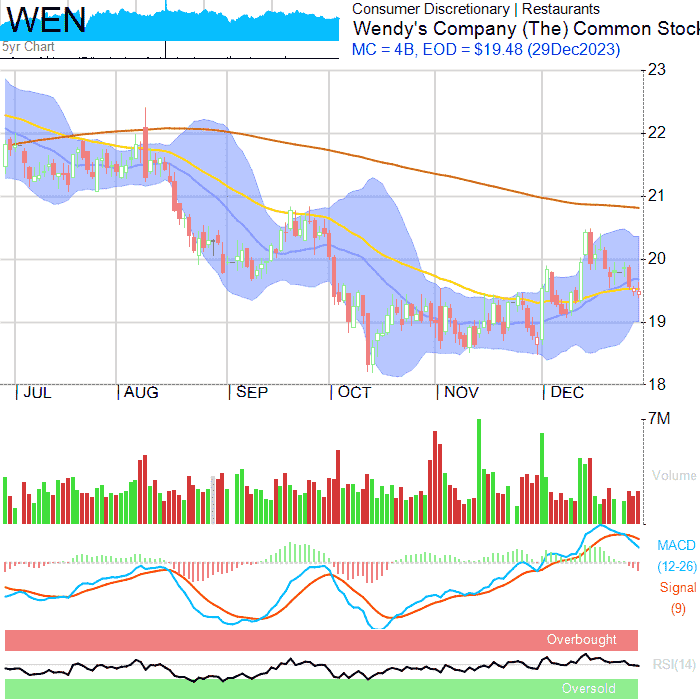 WEN
5yr Chart
Consumer Discretionary | Restaurants
Wendy's Company (The) Common Stoc
MC = 4B, EOD = $19.48 (29Dec2023)
23
22
21
20
19
18
JUL AUG SEP OCT NOV DEC
7M
Volume
MACD
(12-26)
Signal
(9)
Overbought
RSI(14)
Oversold